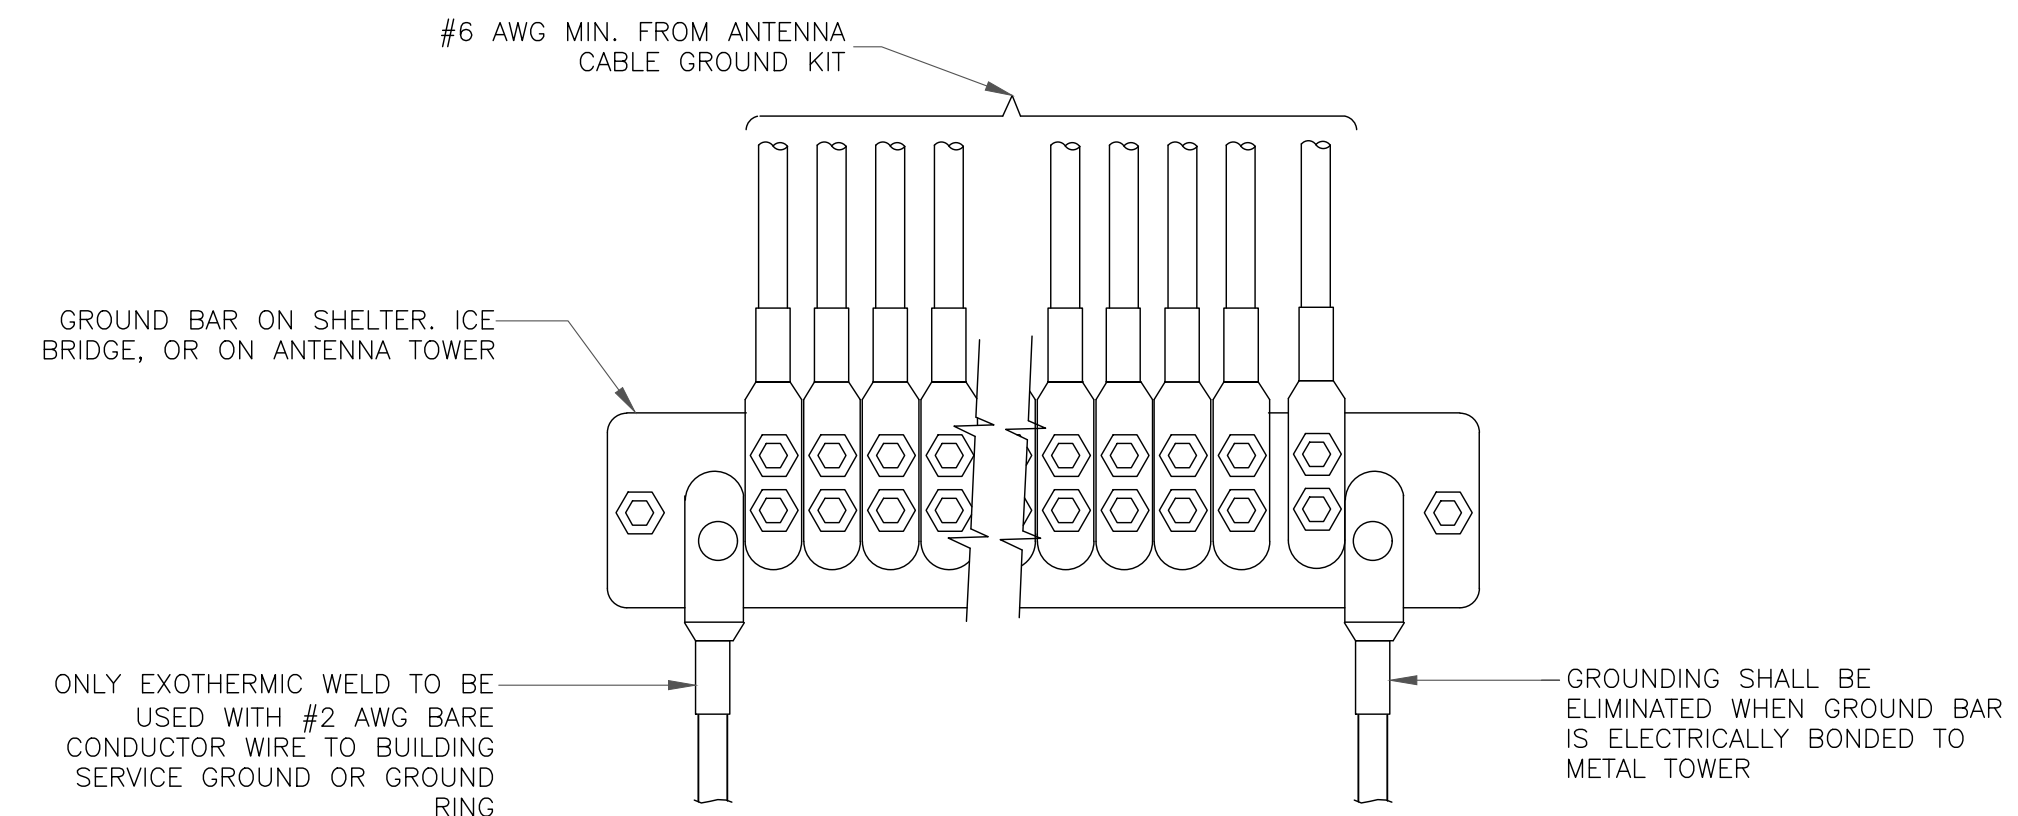 #6 AWG MIN. FROM ANTENNA
CABLE GROUND KIT
GROUND BAR ON SHELTER. ICE
BRIDGE, OR ON ANTENNA TOWER
ONLY EXOTHERMIC WELD TO BE
USED WITH #2 AWG BARE
CONDUCTOR WIRE TO BUILDING
SERVICE GROUND OR GROUND
RING
GROUNDING SHALL BE
ELIMINATED WHEN GROUND BAR
IS ELECTRICALLY BONDED TO
METAL TOWER